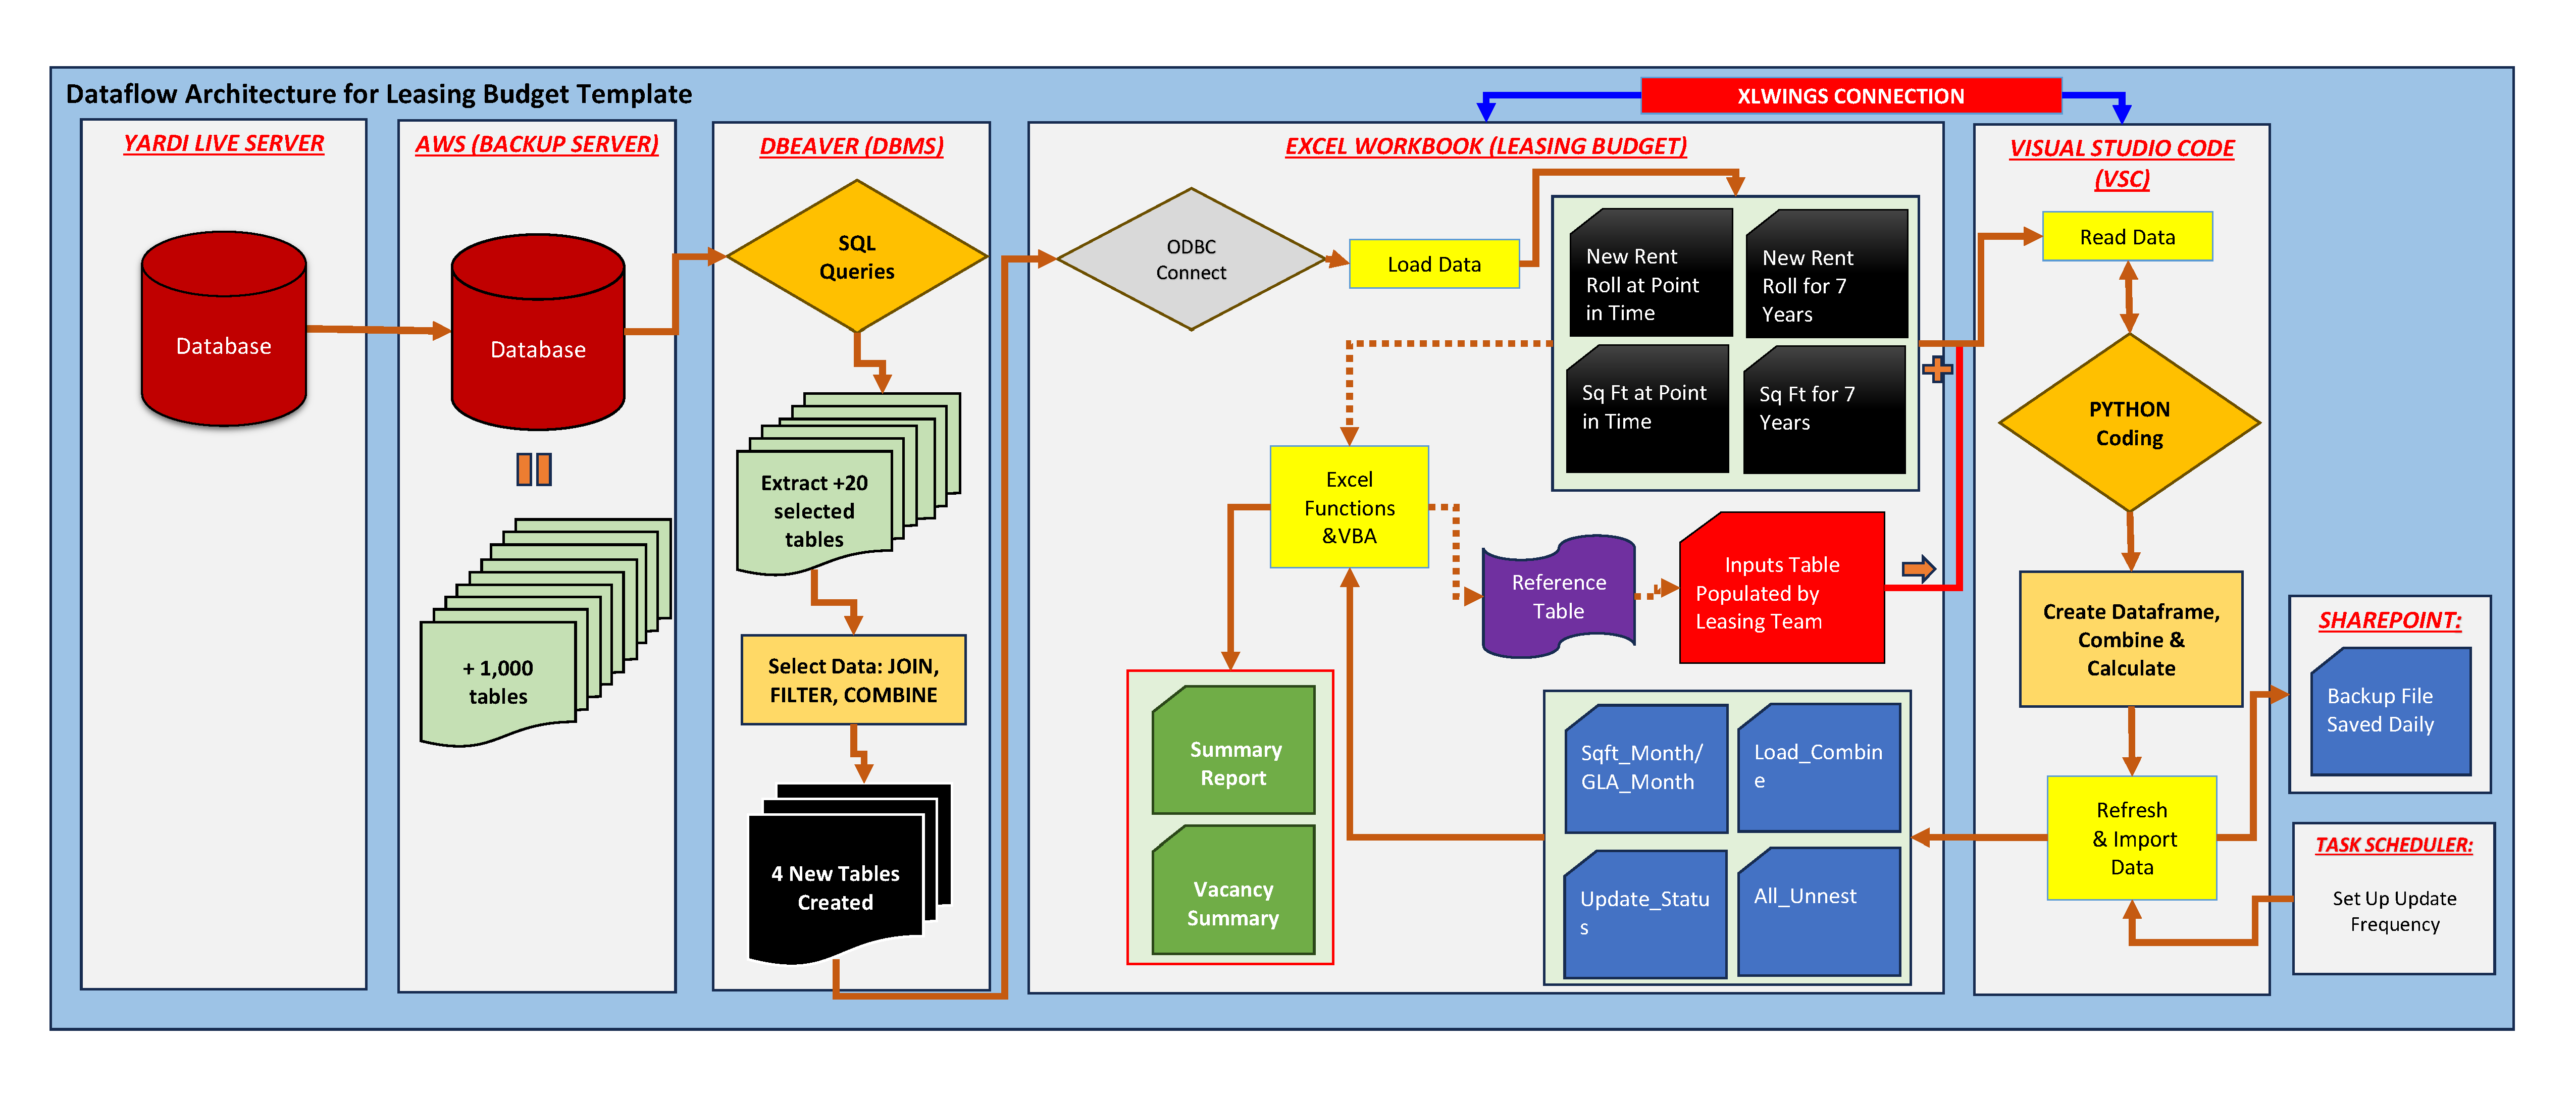 Dataflow Architecture for Leasing Budget Template
XLWINGS CONNECTION
YARDI LIVE SERVER
Database
AWS (BACKUP SERVER)
Database
+ 1,000
tables
DBEAVER (DBMS)
SQL
Queries
Extract +20
selected
tables
Select Data: JOIN,
FILTER, COMBINE
4 New Tables
Created
EXCEL WORKBOOK (LEASING BUDGET)
ODBC
Connect
Load Data
New Rent
Roll at Point
in Time
New Rent
Roll for 7
Years
Sq Ft at Point
in Time
Sq Ft for 7
Years
Excel
Functions
&VBA
Reference
Table
Inputs Table
Populated by
Leasing Team
Summary
Report
Vacancy
Summary
Sqft_Month/
GLA_Month
Load_Combin
e
Update_Statu
s
All_Unnest
VISUAL STUDIO CODE
(VSC)
Read Data
PYTHON
Coding
Create Dataframe,
Combine &
Calculate
Refresh
& Import
Data
SHAREPOINT:
Backup File
Saved Daily
TASK SCHEDULER:
Set Up Update
Frequency